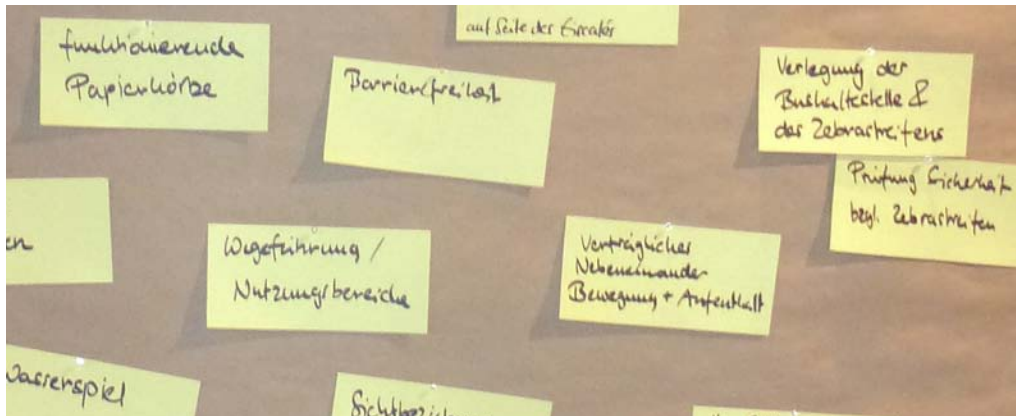 funktionierende
Papierkörbe
auf Seite der
Barrierefreiheit
Verlegung der
Bushaltestelle &
des Zebrastreifens
Prüfung Sicherheit
bzgl. Zebrastreifen
en
Wegeführung /
Nutzungsbereiche
Verträgliches
Nebeneinander
Bewegung + Aufenthalt
Wasserspiel